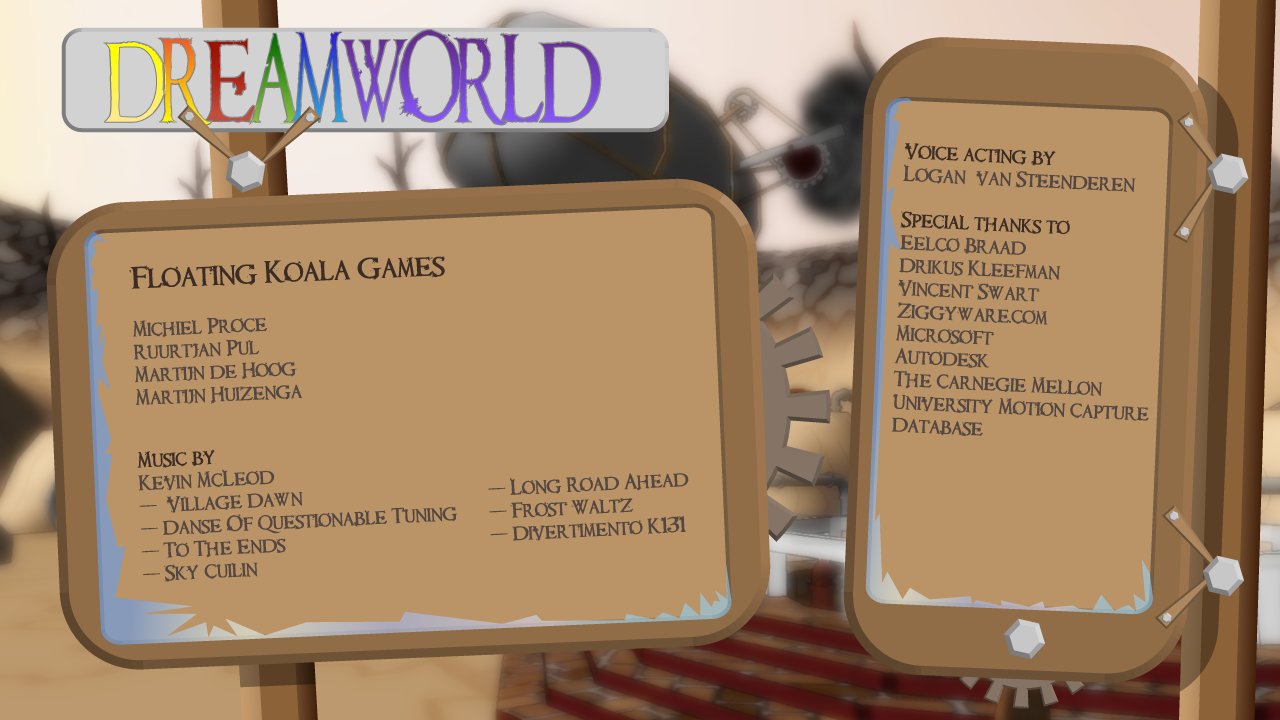 DREAMWORLD
FLOATING KOALA GAMES
MICHIEL PROCE
RUURTJAN PUL
MARTIJN DE HOOG
MARTIJN HUIZENGA
MUSIC BY
KEVIN MCLEOD
— VILLAGE DAWN
— DANSE OF QUESTIONABLE TUNING
— TO THE ENDS
— SKY CUILIN
— LONG ROAD AHEAD
— FROST WALTZ
— DIVERTIMENTO K131
VOICE ACTING BY
LOGAN VAN STEENDEREN
SPECIAL THANKS TO
EELCO BRAAD
DRIKUS KLEEFMAN
VINCENT SWART
ZIGGYWARE.COM
MICROSOFT
AUTODESK
THE CARNEGIE MELLON
UNIVERSITY MOTION CAPTURE
DATABASE